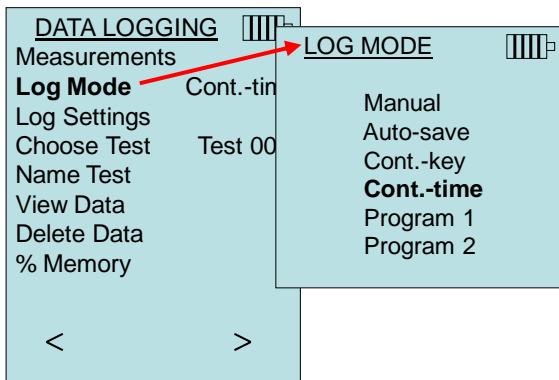 DATA LOGGING
Measurements
Log Mode Cont.-tim
Log Settings
Choose Test Test 00
Name Test
View Data
Delete Data
% Memory
< >
LOG MODE
Manual
Auto-save
Cont.-key
Cont.-time
Program 1
Program 2